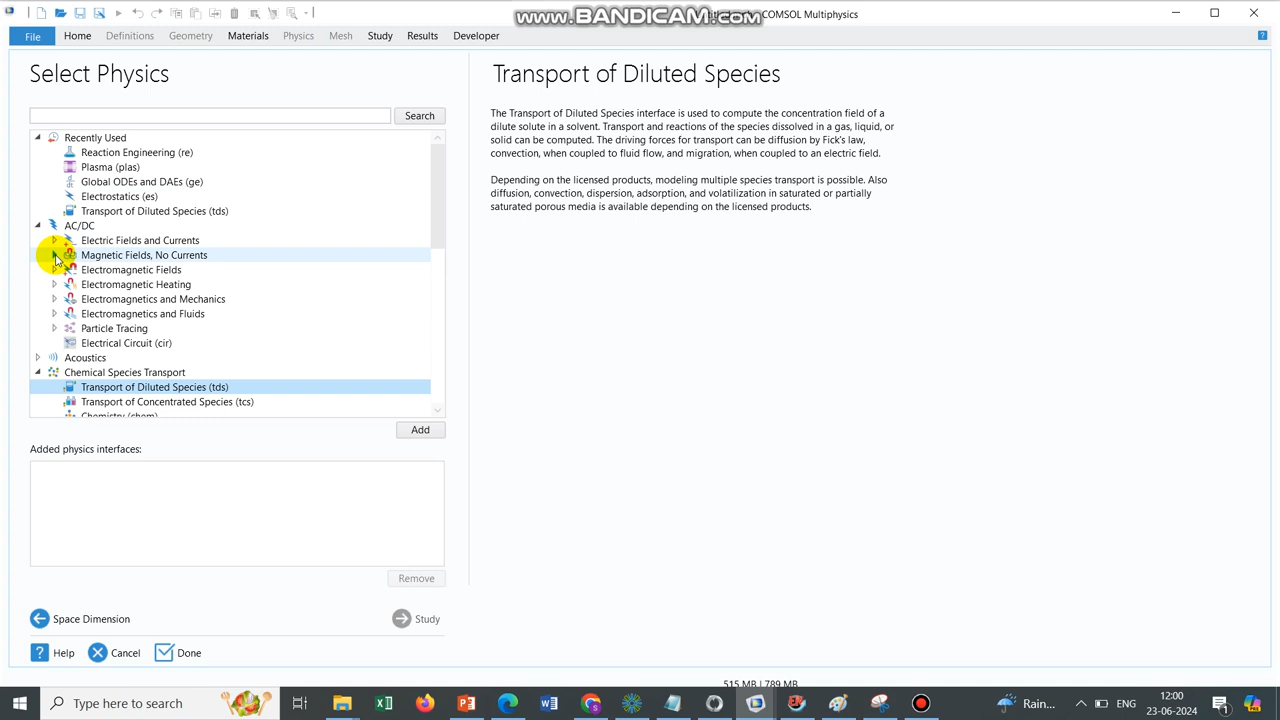 www.BANDICAM.com
COMSOL Multiphysics
File
Home
Definitions
Geometry
Materials
Physics
Mesh
Study
Results
Developer
Select Physics
Search
Recently Used
Reaction Engineering (re)
Plasma (plas)
Global ODEs and DAEs (ge)
Electrostatics (es)
Transport of Diluted Species (tds)
AC/DC
Electric Fields and Currents
Magnetic Fields, No Currents
Electromagnetic Fields
Electromagnetic Heating
Electromagnetics and Mechanics
Electromagnetics and Fluids
Particle Tracing
Electrical Circuit (cir)
Acoustics
Chemical Species Transport
Transport of Diluted Species (tds)
Transport of Concentrated Species (tcs)
Chemistry (chem)
Add
Added physics interfaces:
Remove
Space Dimension
Study
Help
Cancel
Done
Transport of Diluted Species
The Transport of Diluted Species interface is used to compute the concentration field of a
dilute solute in a solvent. Transport and reactions of the species dissolved in a gas, liquid, or
solid can be computed. The driving forces for transport can be diffusion by Fick's law,
convection, when coupled to fluid flow, and migration, when coupled to an electric field.
Depending on the licensed products, modeling multiple species transport is possible. Also
diffusion, convection, dispersion, adsorption, and volatilization in saturated or partially
saturated porous media is available depending on the licensed products.
515 MB | 789 MB
Type here to search
Rain...
ENG
12:00
23-06-2024